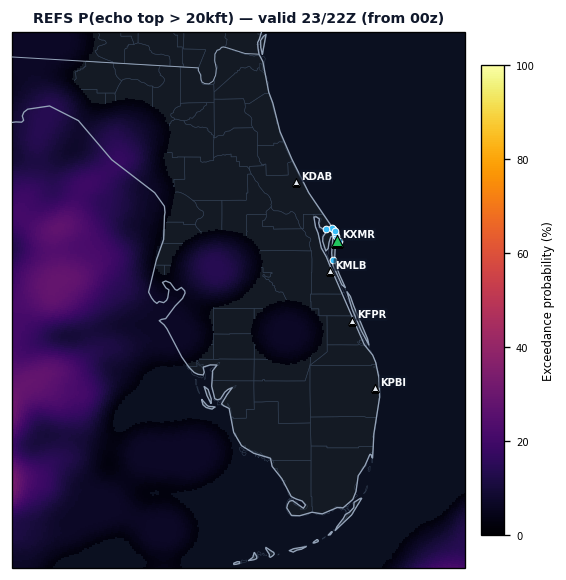 REFS P(echo top > 20kft) — valid 23/22Z (from 00z)
KDAB
KXMR
KMLB
KFPR
KPBI
100
80
60
40
20
0
Exceedance probability (%)